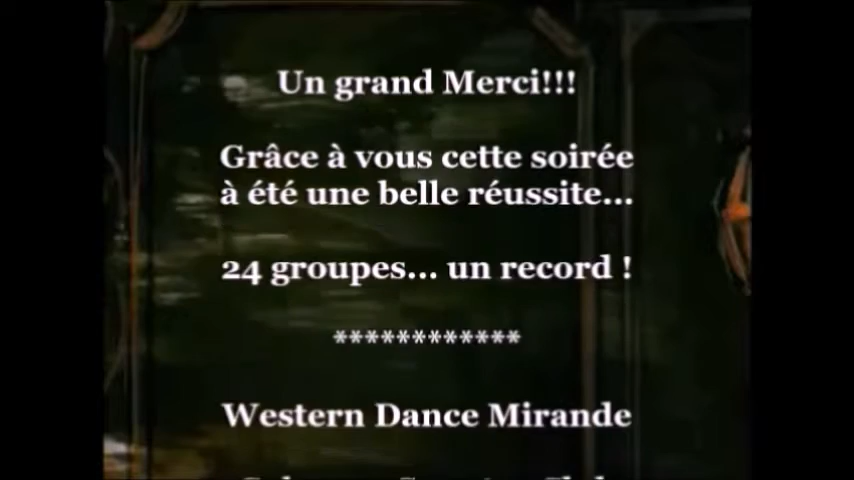 Un grand Merci!!!
Grâce à vous cette soirée
à été une belle réussite...
24 groupes... un record !
************
Western Dance Mirande